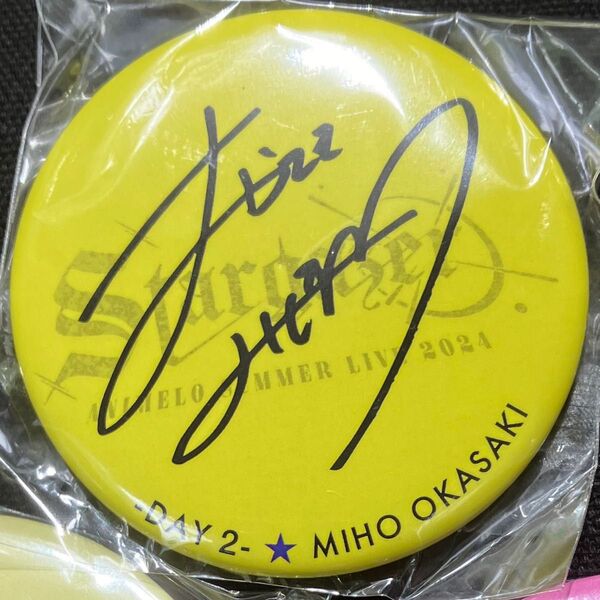 Stargazer
ANIMELO SUMMER LIVE 2024
-DAY 2- ★ MIHO OKASAKI